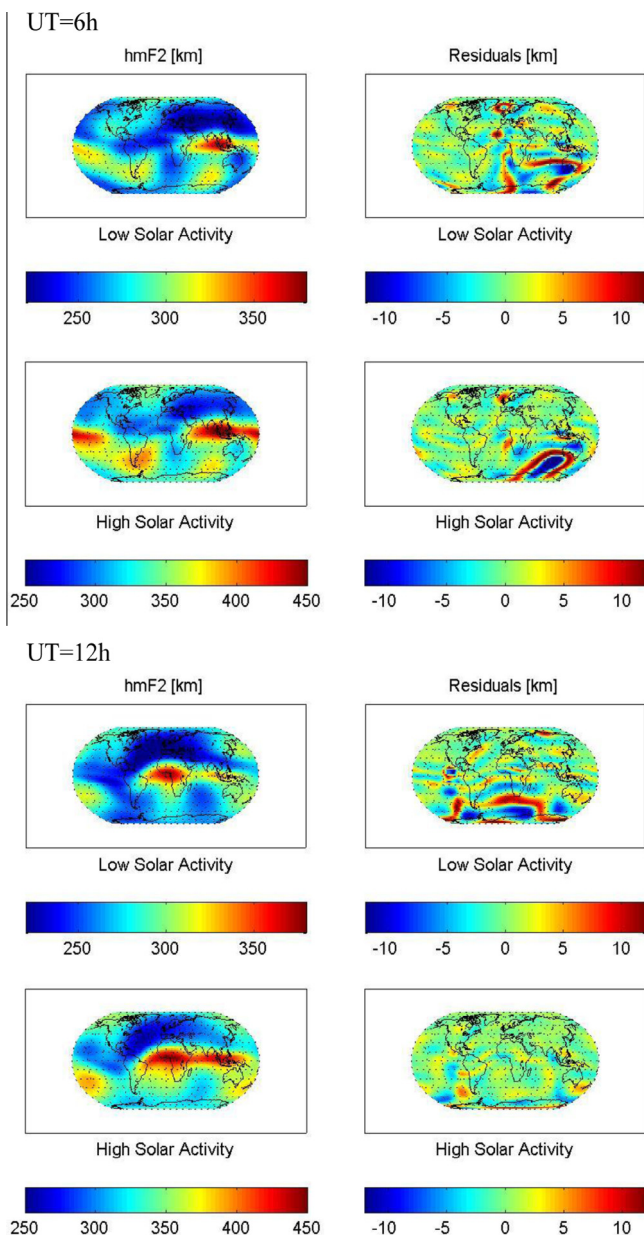 UT=6h
hmF2 [km]
Residuals [km]
Low Solar Activity
Low Solar Activity
250 300 350
-10 -5 0 5 10
High Solar Activity
High Solar Activity
250 300 350 400 450
-10 -5 0 5 10
UT=12h
hmF2 [km]
Residuals [km]
Low Solar Activity
Low Solar Activity
250 300 350
-10 -5 0 5 10
High Solar Activity
High Solar Activity
250 300 350 400 450
-10 -5 0 5 10